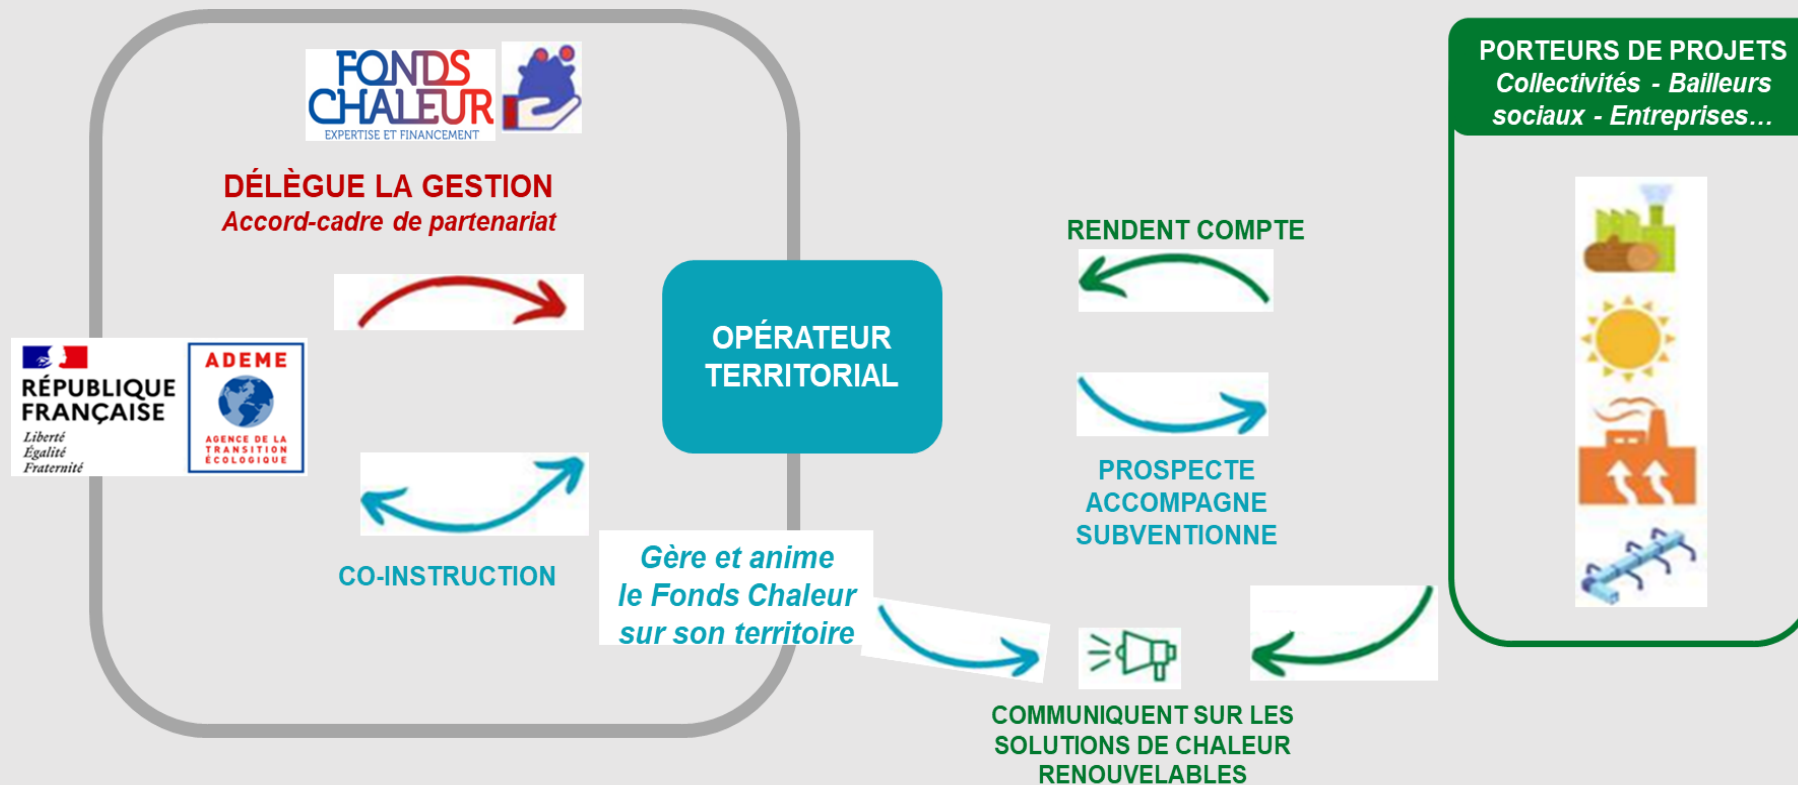 FONDS
CHALEUR
EXPERTISE ET FINANCEMENT
DÉLÈGUE LA GESTION
Accord-cadre de partenariat
RÉPUBLIQUE
FRANÇAISE
Liberté
Égalité
Fraternité
ADEME
AGENCE DE LA
TRANSITION
ÉCOLOGIQUE
CO-INSTRUCTION
OPÉRATEUR
TERRITORIAL
Gère et anime
le Fonds Chaleur
sur son territoire
RENDENT COMPTE
PROSPECTE
ACCOMPAGNE
SUBVENTIONNE
COMMUNIQUENT SUR LES
SOLUTIONS DE CHALEUR
RENOUVELABLES
PORTEURS DE PROJETS
Collectivités - Bailleurs
sociaux - Entreprises…